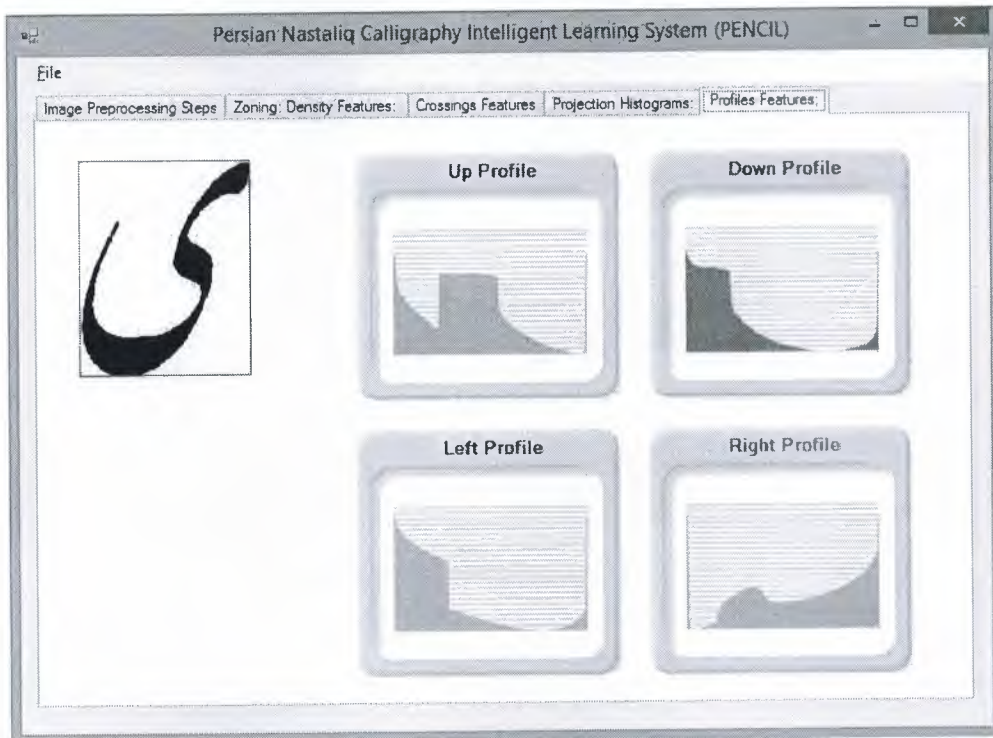 Persian Nastaliq Calligraphy Intelligent Learning System (PENCIL)
File
Image Preprocessing Steps Zoning: Density Features: Crossings Features Projection Histograms: Profiles Features:
ی
Up Profile Down Profile
Left Profile Right Profile